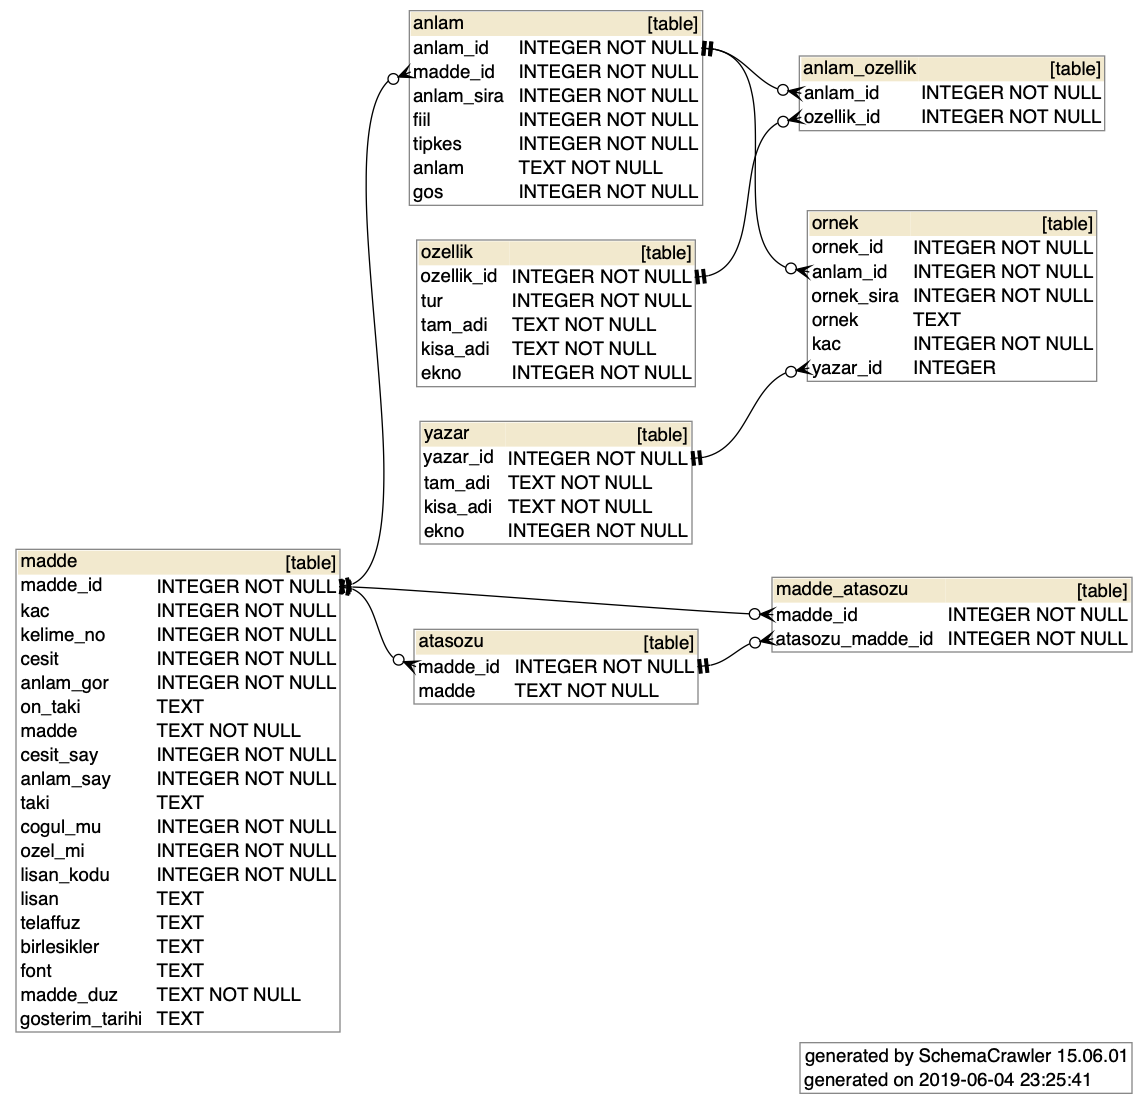 anlam [table]
anlam_id INTEGER NOT NULL
madde_id INTEGER NOT NULL
anlam_sira INTEGER NOT NULL
fiil INTEGER NOT NULL
tipkes INTEGER NOT NULL
anlam TEXT NOT NULL
gos INTEGER NOT NULL
anlam_ozellik [table]
anlam_id INTEGER NOT NULL
ozellik_id INTEGER NOT NULL
ozellik [table]
ozellik_id INTEGER NOT NULL
tur INTEGER NOT NULL
tam_adi TEXT NOT NULL
kisa_adi TEXT NOT NULL
ekno INTEGER NOT NULL
ornek [table]
ornek_id INTEGER NOT NULL
anlam_id INTEGER NOT NULL
ornek_sira INTEGER NOT NULL
ornek TEXT
kac INTEGER NOT NULL
yazar_id INTEGER
yazar [table]
yazar_id INTEGER NOT NULL
tam_adi TEXT NOT NULL
kisa_adi TEXT NOT NULL
ekno INTEGER NOT NULL
madde [table]
madde_id INTEGER NOT NULL
kac INTEGER NOT NULL
kelime_no INTEGER NOT NULL
cesit INTEGER NOT NULL
anlam_gor INTEGER NOT NULL
on_taki TEXT
madde TEXT NOT NULL
cesit_say INTEGER NOT NULL
anlam_say INTEGER NOT NULL
taki TEXT
cogul_mu INTEGER NOT NULL
ozel_mi INTEGER NOT NULL
lisan_kodu INTEGER NOT NULL
lisan TEXT
telaffuz TEXT
birlesikler TEXT
font TEXT
madde_duz TEXT NOT NULL
gosterim_tarihi TEXT
atasozu [table]
madde_id INTEGER NOT NULL
madde TEXT NOT NULL
madde_atasozu [table]
madde_id INTEGER NOT NULL
atasozu_madde_id INTEGER NOT NULL
generated by SchemaCrawler 15.06.01
generated on 2019-06-04 23:25:41